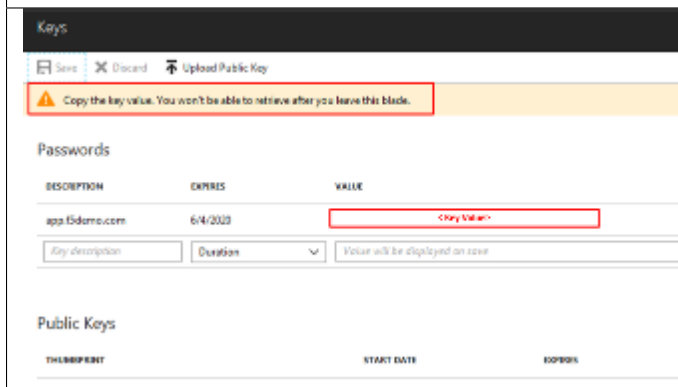 Keys
Save Discard Upload Public Key
Copy the key value. You won't be able to retrieve after you leave this blade.
Passwords
DESCRIPTION EXPIRES VALUE
app.f5demo.com 6/4/2020 <Key Value>
Key description Duration Value will be displayed on save
Public Keys
THUMBPRINT START DATE EXPIRES